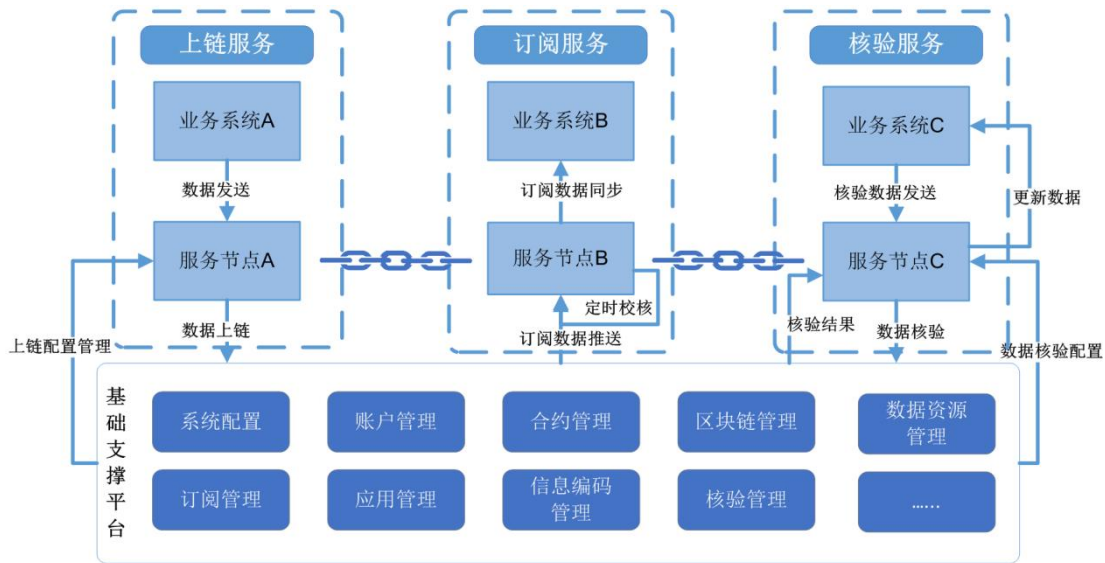 上链服务
订阅服务
核验服务
业务系统A
业务系统B
业务系统C
数据发送
订阅数据同步
核验数据发送
更新数据
服务节点A
服务节点B
服务节点C
定时校核
上链配置管理
数据上链
订阅数据推送
核验结果
数据核验
数据核验配置
基础支撑平台
系统配置
账户管理
合约管理
区块链管理
数据资源
管理
订阅管理
应用管理
信息编码
管理
核验管理
......